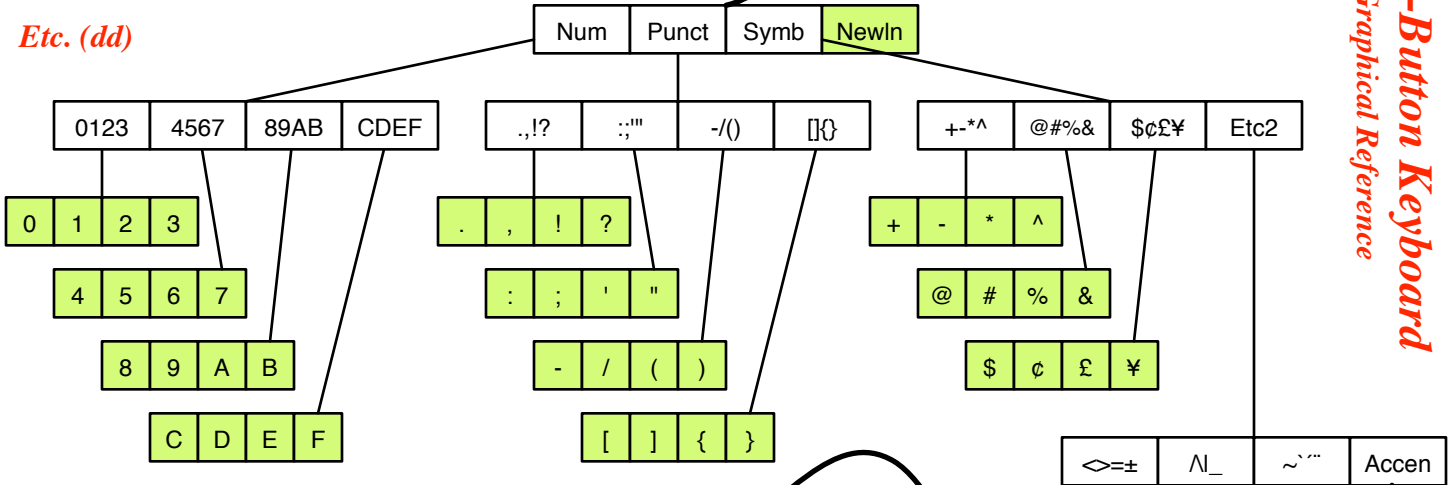 Etc. (dd)
Num Punct Symb Newln
-Button Keyboard
Graphical Reference
0123 4567 89AB CDEF
.,!? :;'" -/() []{}
+-*^ @#%& $¢£¥ Etc2
0 1 2 3
. , ! ?
+ - * ^
4 5 6 7
: ; ' "
@ # % &
8 9 A B
- / ( )
$ ¢ £ ¥
C D E F
[ ] { }
<>=± /\|_ ~`´¨ Accen